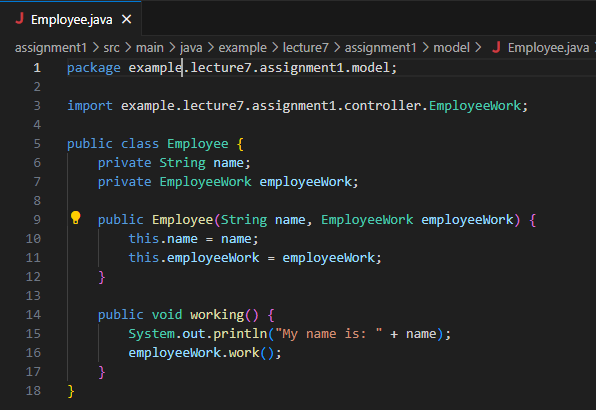 Employee.java
assignment1 > src > main > java > example > lecture7 > assignment1 > model > Employee.java
1 package example.lecture7.assignment1.model;
2
3 import example.lecture7.assignment1.controller.EmployeeWork;
4
5 public class Employee {
6     private String name;
7     private EmployeeWork employeeWork;
8
9     public Employee(String name, EmployeeWork employeeWork) {
10         this.name = name;
11         this.employeeWork = employeeWork;
12     }
13
14     public void working() {
15         System.out.println("My name is: " + name);
16         employeeWork.work();
17     }
18 }